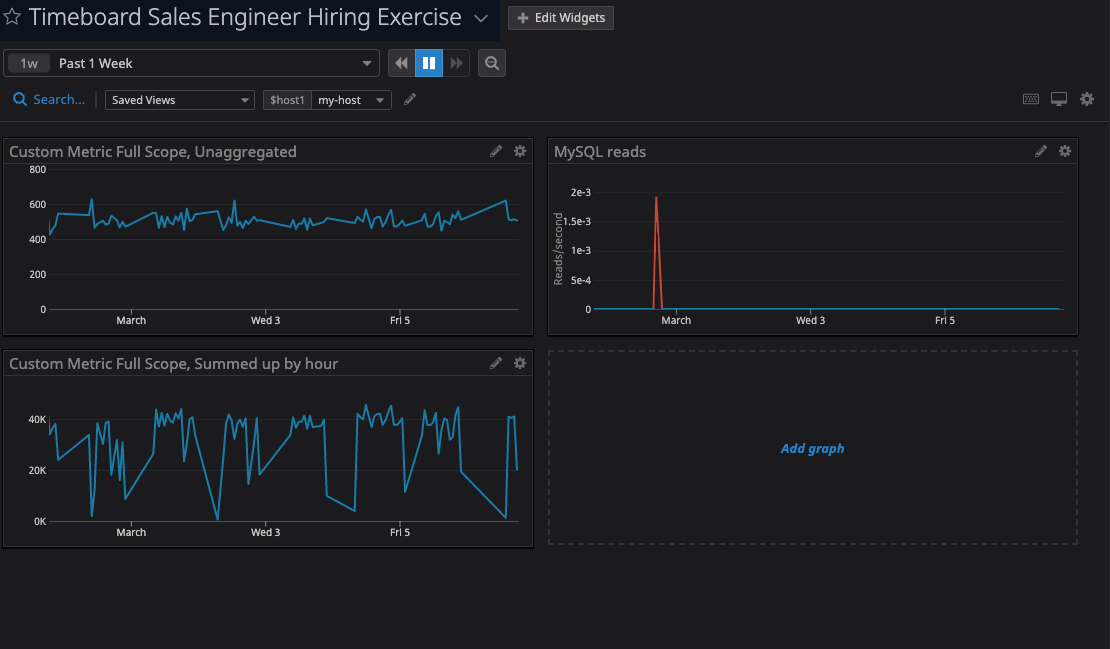 Timeboard Sales Engineer Hiring Exercise
Edit Widgets
1w Past 1 Week
Search...
Saved Views
$host1 my-host
Custom Metric Full Scope, Unaggregated
800
600
400
200
0
March Wed 3 Fri 5
MySQL reads
Reads/second
2e-3
1.5e-3
1e-3
5e-4
0
March Wed 3 Fri 5
Custom Metric Full Scope, Summed up by hour
40K
20K
0K
March Wed 3 Fri 5
Add graph